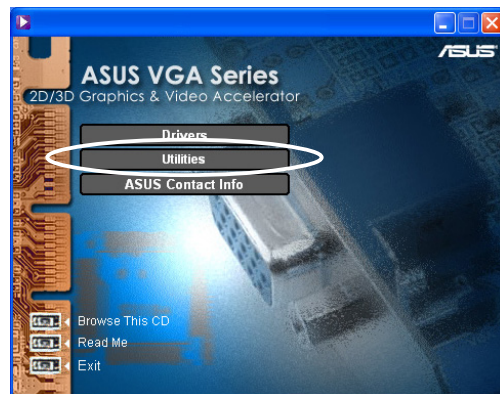 ASUS
ASUS VGA Series
2D/3D Graphics & Video Accelerator
Drivers
Utilities
ASUS Contact Info
Browse This CD
Read Me
Exit